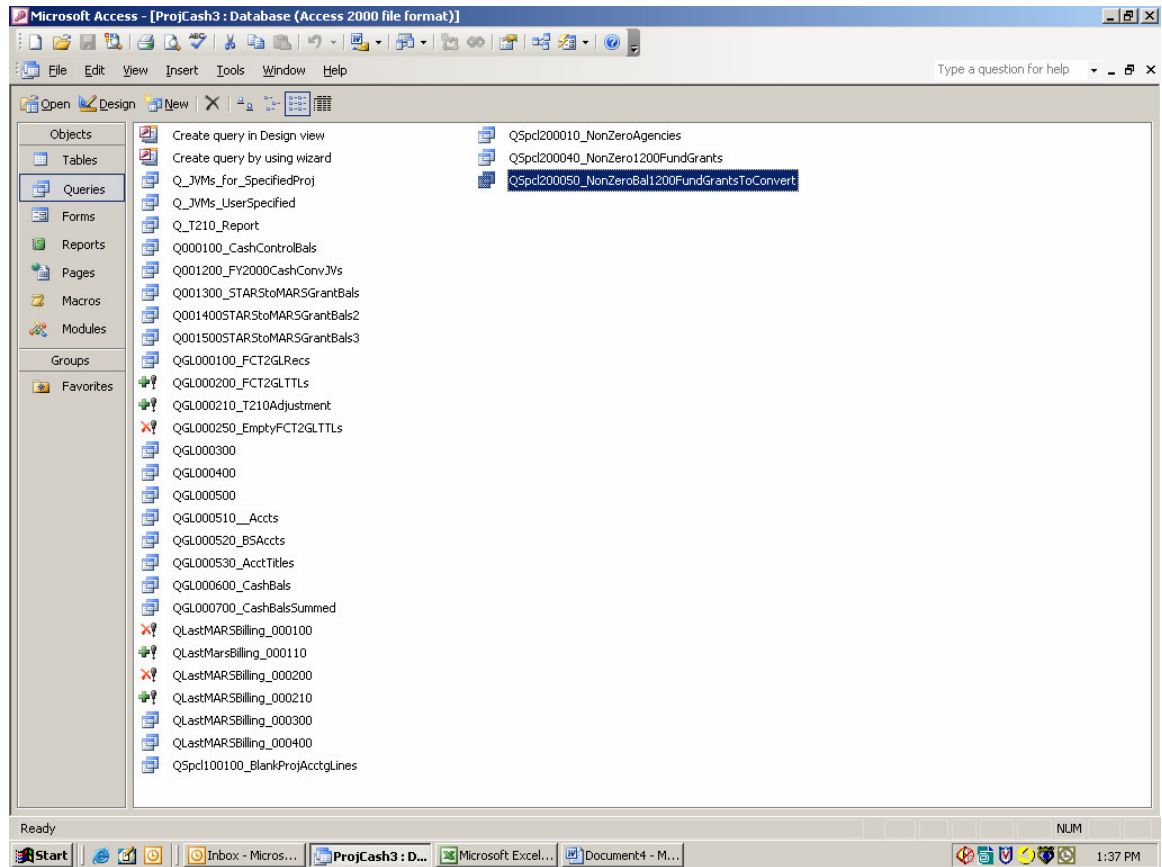 Microsoft Access - [ProjCash3 : Database (Access 2000 file format)]
File Edit View Insert Tools Window Help
Type a question for help
Open Design New
Objects
Tables
Queries
Forms
Reports
Pages
Macros
Modules
Groups
Favorites
Create query in Design view
Create query by using wizard
Q_JVMs_for_SpecifiedProj
Q_JVMs_UserSpecified
Q_T210_Report
Q000100_CashControlBals
Q001200_FY2000CashConvJVs
Q001300_STARStoMARSGrantBals
Q001400STARStoMARSGrantBals2
Q001500STARStoMARSGrantBals3
QGL000100_FCT2GLRecs
QGL000200_FCT2GLTTLs
QGL000210_T210Adjustment
QGL000250_EmptyFCT2GLTTLs
QGL000300
QGL000400
QGL000500
QGL000510__Accts
QGL000520_BSAccts
QGL000530_AcctTitles
QGL000600_CashBals
QGL000700_CashBalsSummed
QLastMARSBilling_000100
QLastMarsBilling_000110
QLastMARSBilling_000200
QLastMARSBilling_000210
QLastMARSBilling_000300
QLastMARSBilling_000400
QSpcl100100_BlankProjAcctgLines
QSpcl200010_NonZeroAgencies
QSpcl200040_NonZero1200FundGrants
QSpcl200050_NonZeroBal1200FundGrantsToConvert
Ready
NUM
Start
Inbox - Micros...
ProjCash3 : D...
Microsoft Excel...
Document4 - M...
1:37 PM